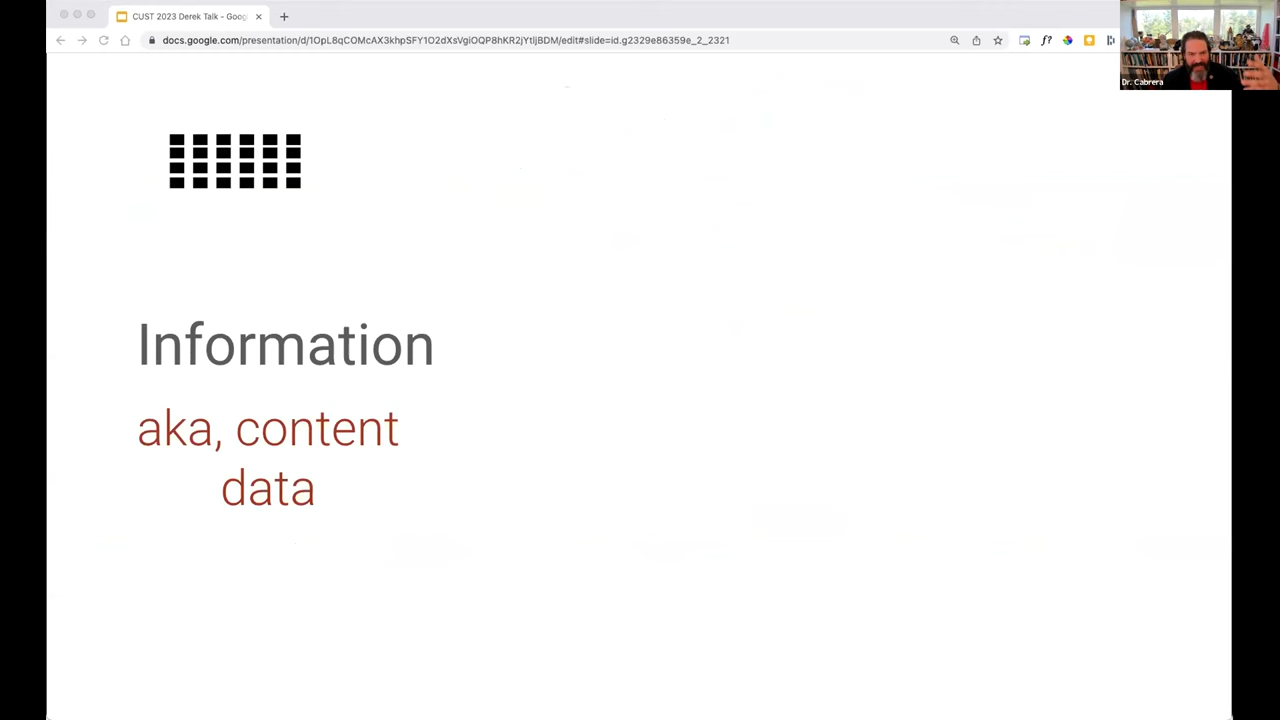 CUST 2023 Derek Talk - Goog
docs.google.com/presentation/d/1OpL8qCOMcAX3khpSFY1O2dXsVgiOQP8hKR2jYtljBDM/edit#slide=id.g2329e86359e_2_2321
f?
Dr. Cabrera
Information
aka, content
data